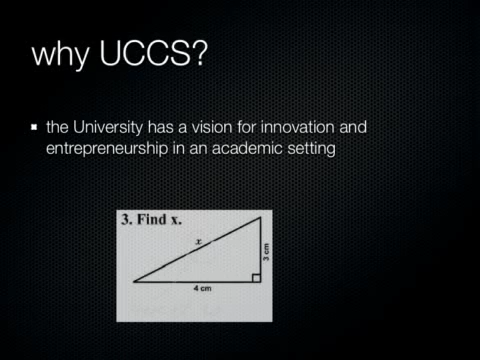 why UCCS?
the University has a vision for innovation and
entrepreneurship in an academic setting
3. Find x.
x
3 cm
4 cm